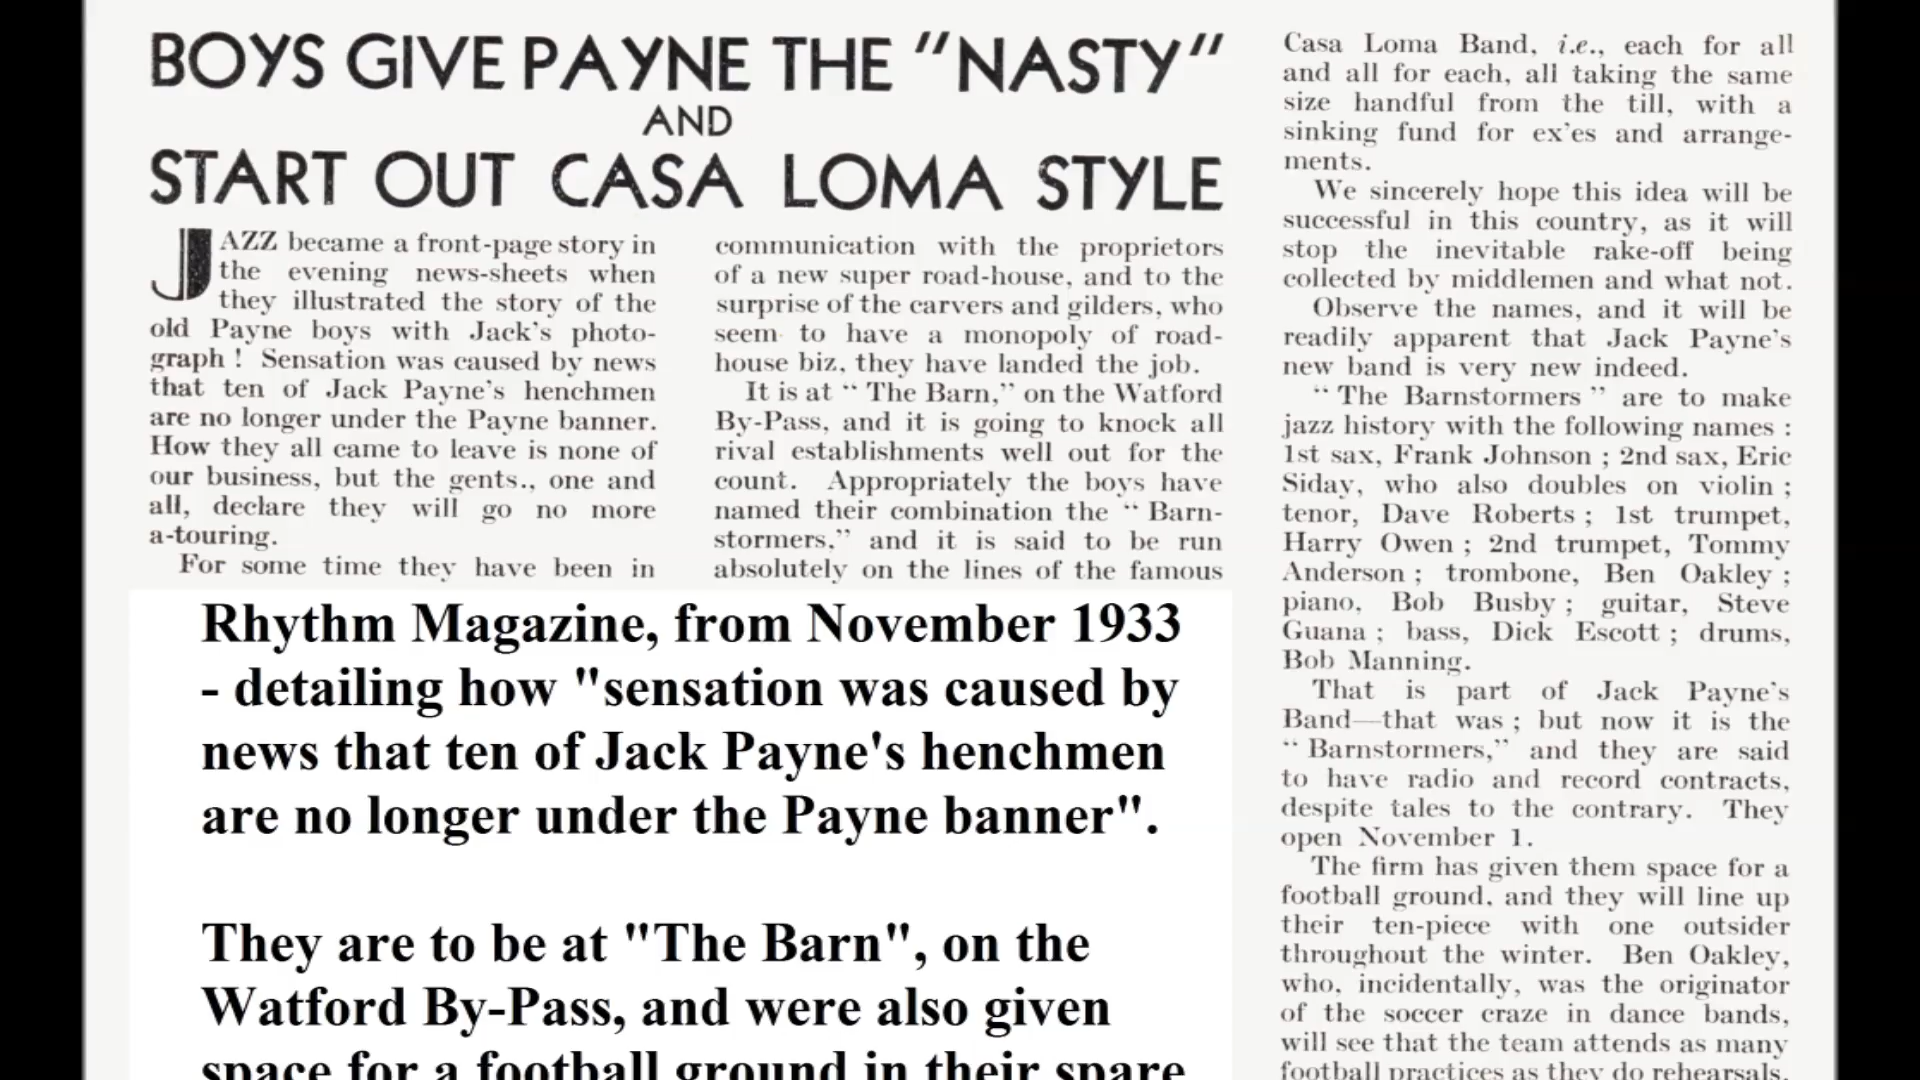 BOYS GIVE PAYNE THE "NASTY"
AND
START OUT CASA LOMA STYLE
JAZZ became a front-page story in
the evening news-sheets when
they illustrated the story of the
old Payne boys with Jack's photo-
graph ! Sensation was caused by news
that ten of Jack Payne's henchmen
are no longer under the Payne banner.
How they all came to leave is none of
our business, but the gents., one and
all, declare they will go no more
a-touring.
For some time they have been in
communication with the proprietors
of a new super road-house, and to the
surprise of the carvers and gilders, who
seem to have a monopoly of road-
house biz, they have landed the job.
It is at " The Barn," on the Watford
By-Pass, and it is going to knock all
rival establishments well out for the
count. Appropriately the boys have
named their combination the " Barn-
stormers," and it is said to be run
absolutely on the lines of the famous
Casa Loma Band, i.e., each for all
and all for each, all taking the same
size handful from the till, with a
sinking fund for ex'es and arrange-
ments.
We sincerely hope this idea will be
successful in this country, as it will
stop the inevitable rake-off being
collected by middlemen and what not.
Observe the names, and it will be
readily apparent that Jack Payne's
new band is very new indeed.
" The Barnstormers " are to make
jazz history with the following names :
1st sax, Frank Johnson ; 2nd sax, Eric
Siday, who also doubles on violin ;
tenor, Dave Roberts ; 1st trumpet,
Harry Owen ; 2nd trumpet, Tommy
Anderson ; trombone, Ben Oakley ;
piano, Bob Busby ; guitar, Steve
Guana ; bass, Dick Escott ; drums,
Bob Manning.
That is part of Jack Payne's
Band—that was ; but now it is the
" Barnstormers," and they are said
to have radio and record contracts,
despite tales to the contrary. They
open November 1.
The firm has given them space for a
football ground, and they will line up
their ten-piece with one outsider
throughout the winter. Ben Oakley,
who, incidentally, was the originator
of the soccer craze in dance bands,
will see that the team attends as many
football practices as they do rehearsals.
Rhythm Magazine, from November 1933
- detailing how "sensation was caused by
news that ten of Jack Payne's henchmen
are no longer under the Payne banner".
They are to be at "The Barn", on the
Watford By-Pass, and were also given
space for a football ground in their spare